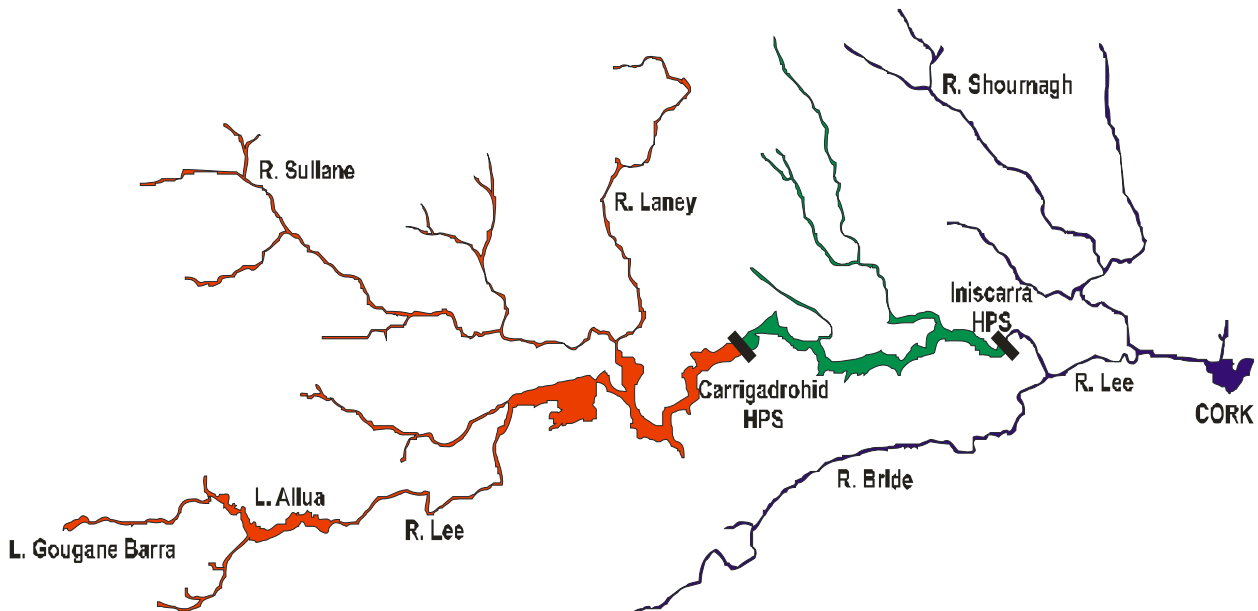 R. Shournagh
R. Sullane
R. Laney
Iniscarra
HPS
Carrigadrohid
HPS
R. Lee
CORK
R. Bride
L. Allua
R. Lee
L. Gougane Barra